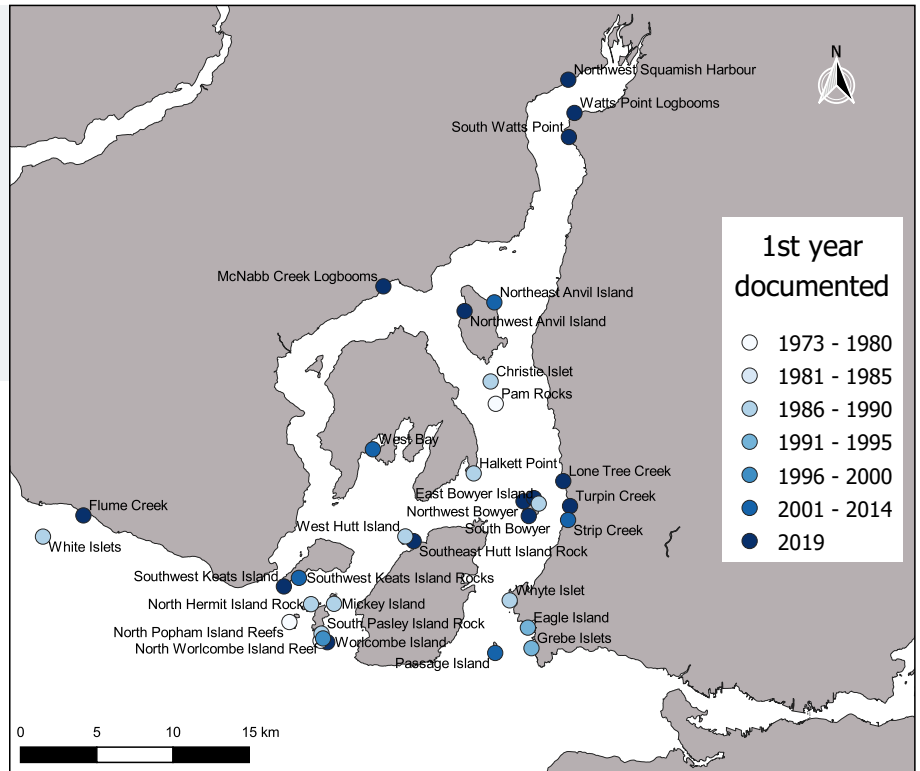 N
Northwest Squamish Harbour
Watts Point Logbooms
South Watts Point
1st year
documented
1973 - 1980
1981 - 1985
1986 - 1990
1991 - 1995
1996 - 2000
2001 - 2014
2019
McNabb Creek Logbooms
Northeast Anvil Island
Northwest Anvil Island
Christie Islet
Pam Rocks
West Bay
Halkett Point
Lone Tree Creek
East Bowyer Island
Turpin Creek
Flume Creek
Northwest Bowyer
West Hutt Island
South Bowyer
Strip Creek
White Islets
Southeast Hutt Island Rock
Southwest Keats Island
Southwest Keats Island Rocks
Whyte Islet
North Hermit Island Rock
Mickey Island
Eagle Island
South Pasley Island Rock
North Popham Island Reefs
Grebe Islets
Worlcombe Island
North Worlcombe Island Reef
Passage Island
0 5 10 15 km